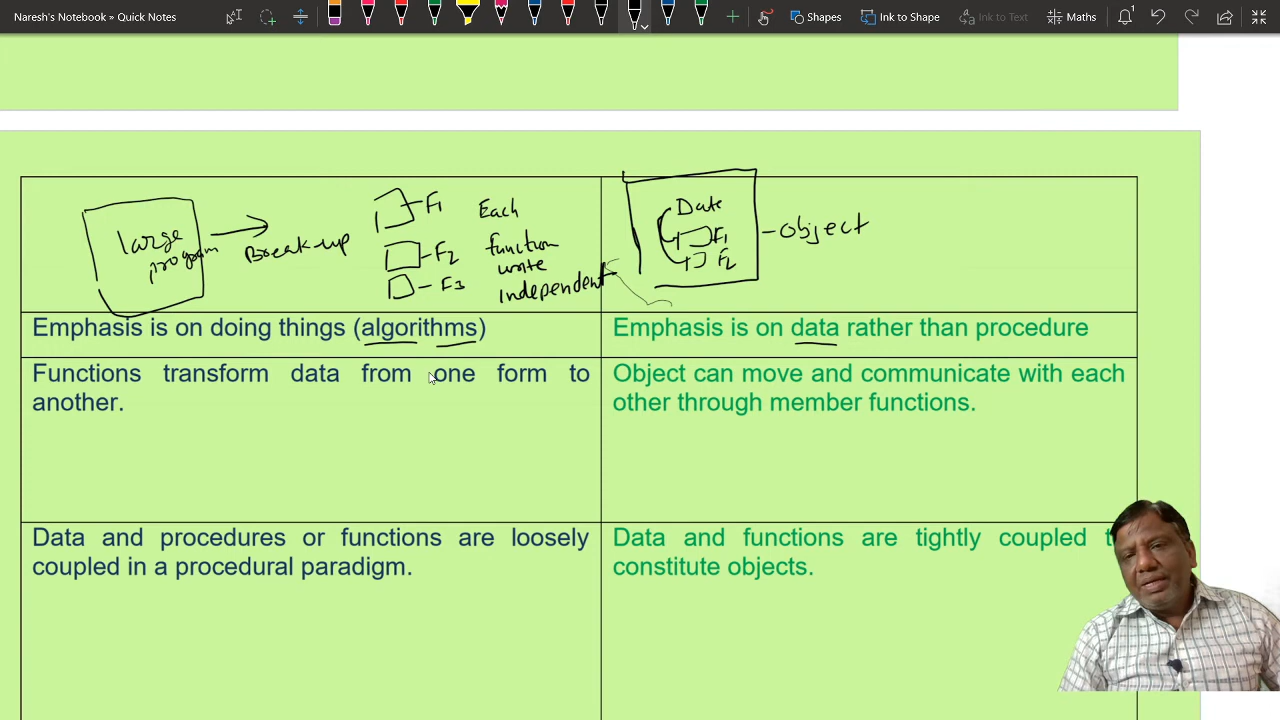 Naresh's Notebook » Quick Notes
Shapes
Ink to Shape
Ink to Text
Maths
large
program
Break-up
F1
F2
F3
Each
function
write
independent
Data
F1
F2
object
Emphasis is on doing things (algorithms)
Emphasis is on data rather than procedure
Functions transform data from one form to
another.
Object can move and communicate with each
other through member functions.
Data and procedures or functions are loosely
coupled in a procedural paradigm.
Data and functions are tightly coupled t
constitute objects.